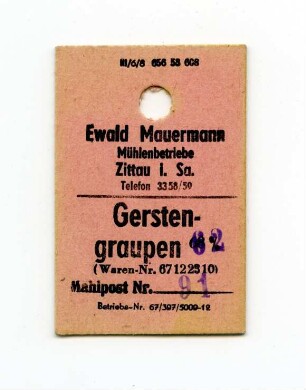 III/6/8 656 58 608
Ewald Mauermann
Mühlenbetriebe
Zittau i. Sa.
Telefon 3358/59
Gersten-
graupen 62
(Waren-Nr. 67122310)
Mahlpost Nr. 91
Betriebs-Nr. 67/397/5009-12